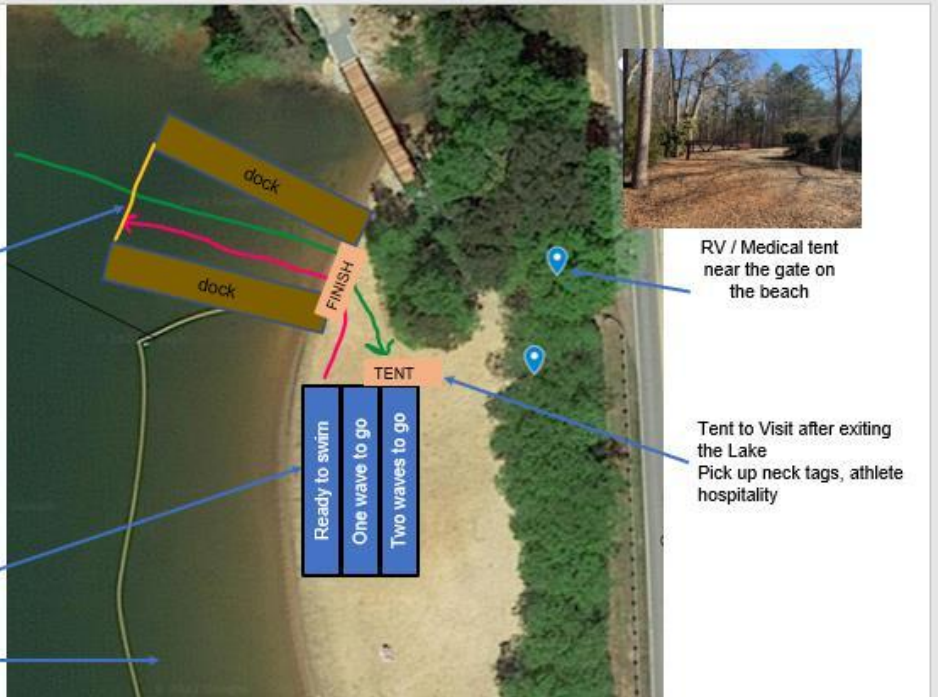 dock
dock
FINISH
TENT
Ready to swim
One wave to go
Two waves to go
RV / Medical tent
near the gate on
the beach
Tent to Visit after exiting
the Lake
Pick up neck tags, athlete
hospitality